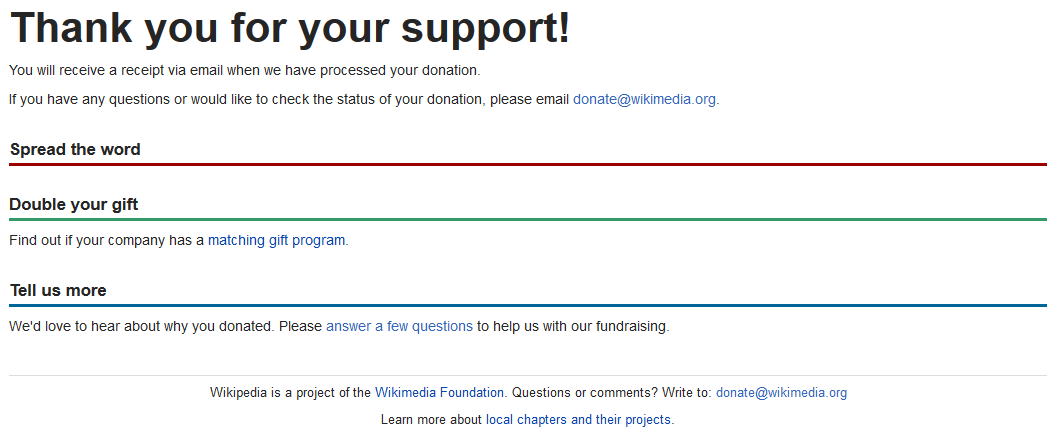 Thank you for your support!
You will receive a receipt via email when we have processed your donation.
If you have any questions or would like to check the status of your donation, please email donate@wikimedia.org.
Spread the word
Double your gift
Find out if your company has a matching gift program.
Tell us more
We'd love to hear about why you donated. Please answer a few questions to help us with our fundraising.
Wikipedia is a project of the Wikimedia Foundation. Questions or comments? Write to: donate@wikimedia.org
Learn more about local chapters and their projects.